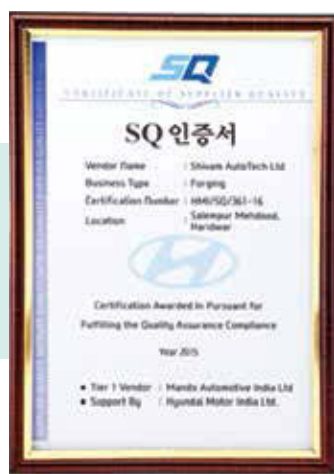 SQ
CERTIFICATE OF SUPPLIER QUALITY
SQ 인증서
Vendor Name : Shivam AutoTech Ltd
Business Type : Forging
Certification Number : HMI/SQ/361-16
Location : Salempur Mehdood,
Haridwar
Certification Awarded in Pursuant for
Fulfilling the Quality Assurance Compliance
Year 2015
• Tier 1 Vendor : Mando Automotive India Ltd
• Support By : Hyundai Motor India Ltd.